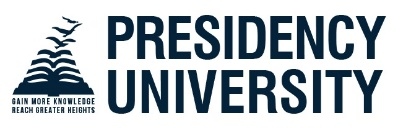 PRESIDENCY
UNIVERSITY
GAIN MORE KNOWLEDGE
REACH GREATER HEIGHTS